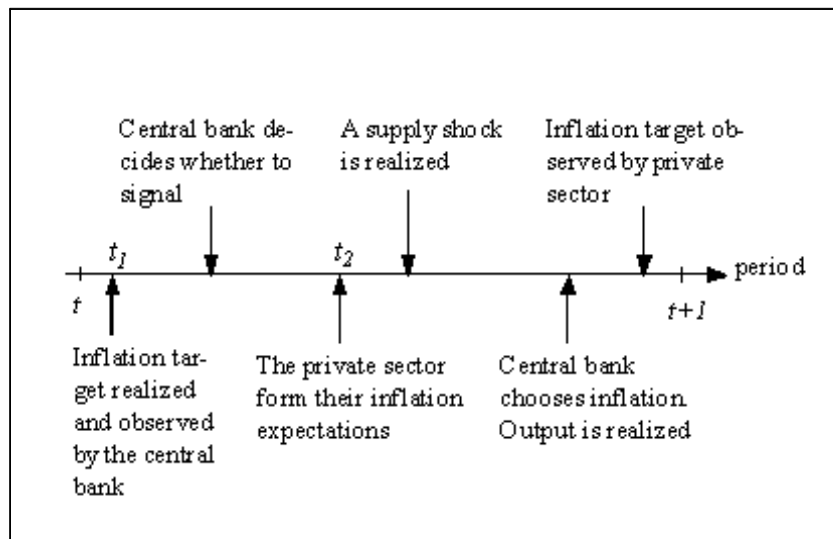 Central bank de-
cides whether to
signal
A supply shock
is realized
Inflation target ob-
served by private
sector
t1
t2
period
t
t+1
Inflation tar-
get realized
and observed
by the central
bank
The private sector
form their inflation
expectations
Central bank
chooses inflation.
Output is realized